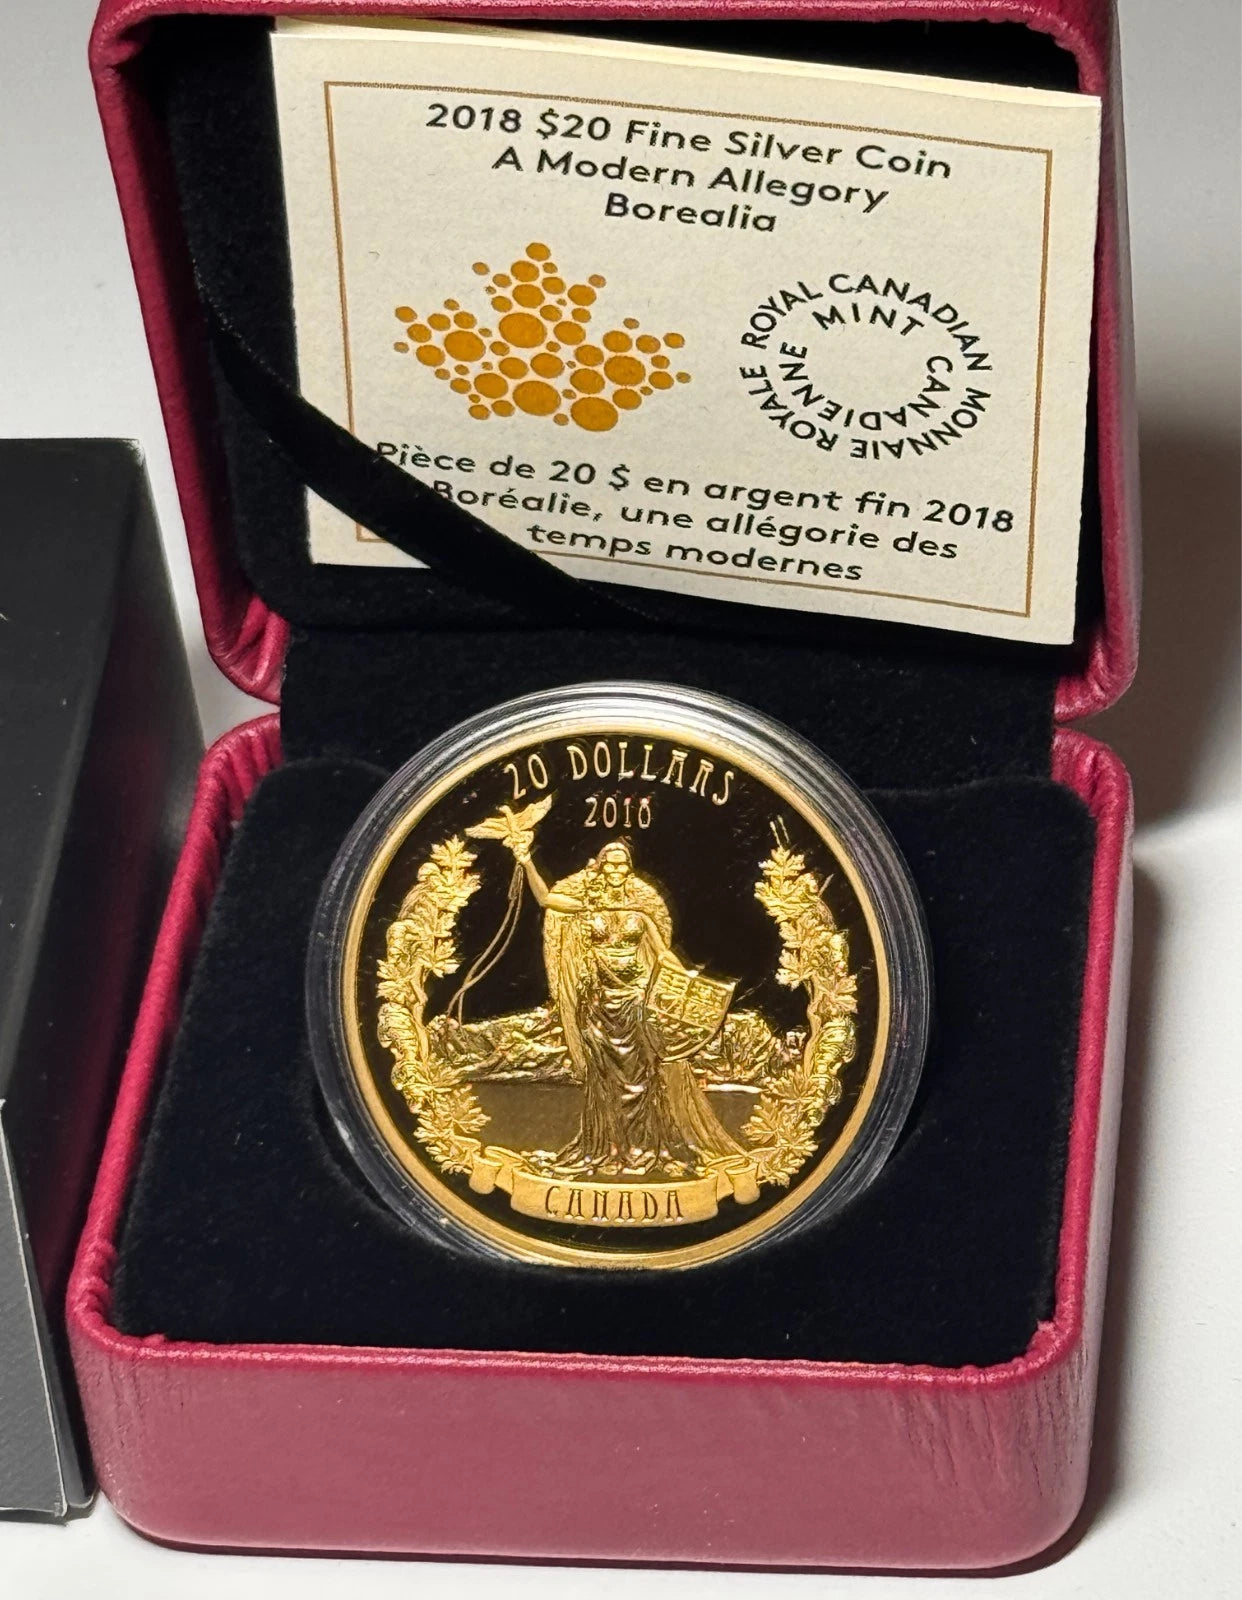 2018 $20 Fine Silver Coin
A Modern Allegory
Borealia
ROYAL CANADIAN MINT
MONNAIE ROYALE CANADIENNE
Pièce de 20 $ en argent fin 2018
Boréalie, une allégorie des
temps modernes
20 DOLLARS
2018
CANADA